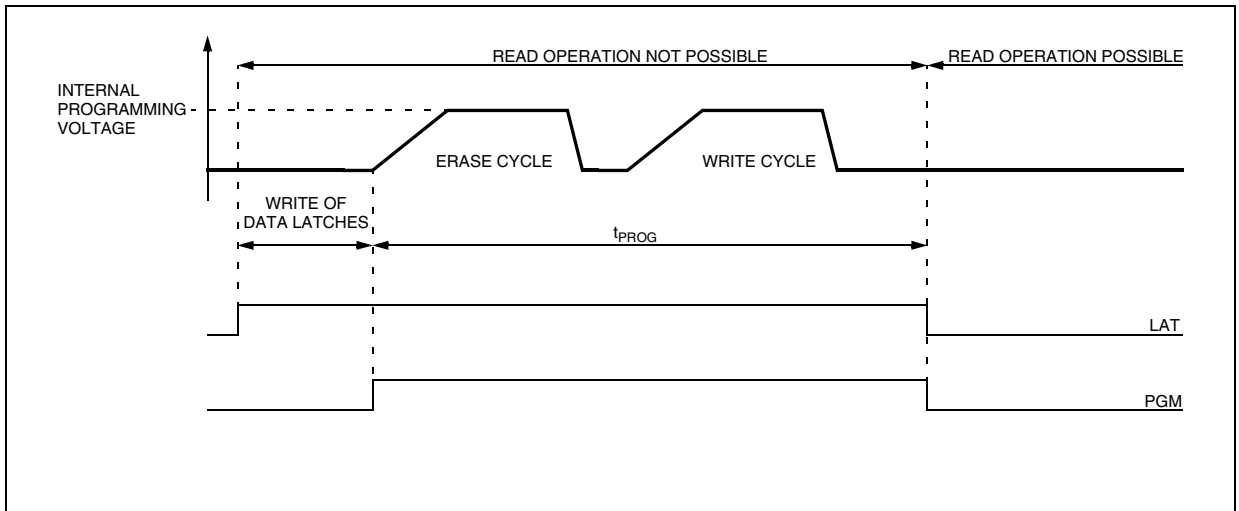 READ OPERATION NOT POSSIBLE
READ OPERATION POSSIBLE
INTERNAL
PROGRAMMING
VOLTAGE
ERASE CYCLE
WRITE CYCLE
WRITE OF
DATA LATCHES
tPROG
LAT
PGM